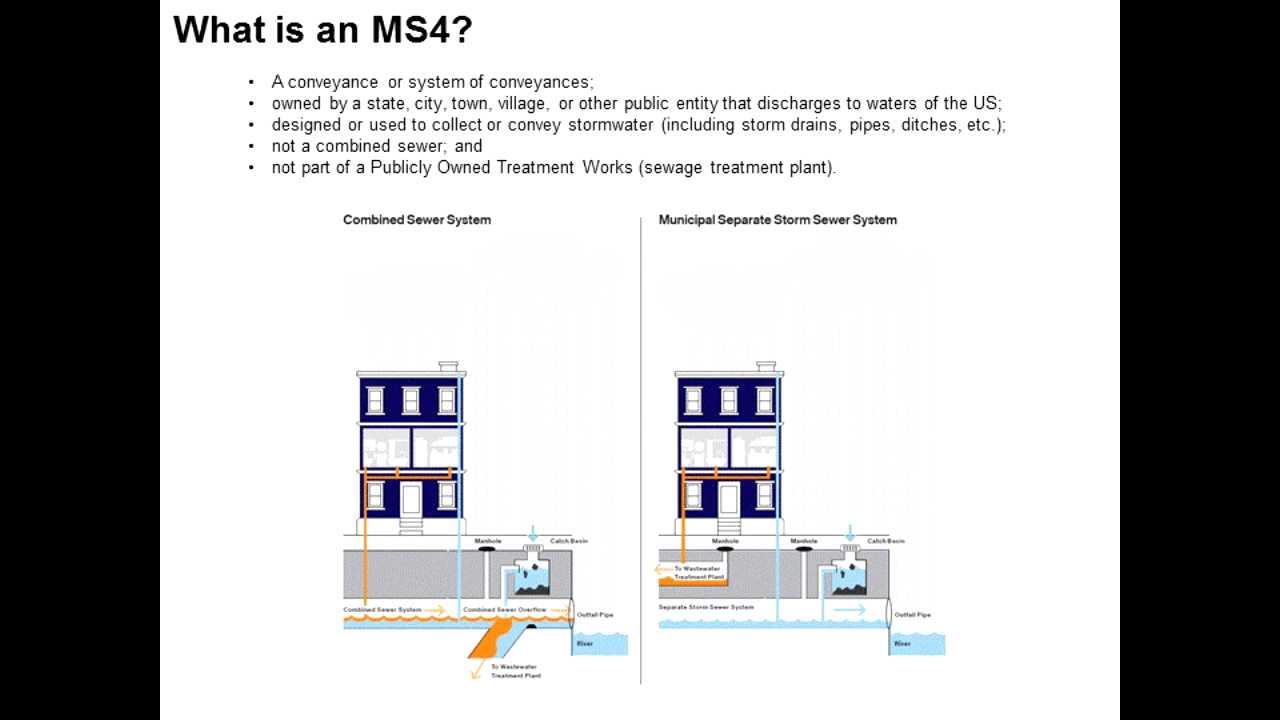 What is an MS4?
• A conveyance or system of conveyances;
• owned by a state, city, town, village, or other public entity that discharges to waters of the US;
• designed or used to collect or convey stormwater (including storm drains, pipes, ditches, etc.);
• not a combined sewer; and
• not part of a Publicly Owned Treatment Works (sewage treatment plant).
Combined Sewer System
Manhole
Catch Basin
Combined Sewer System
Combined Sewer Overflow
Outfall Pipe
River
To Wastewater
Treatment Plant
Municipal Separate Storm Sewer System
Manhole
Manhole
Catch Basin
To Wastewater
Treatment Plant
Separate Storm Sewer System
Outfall Pipe
River